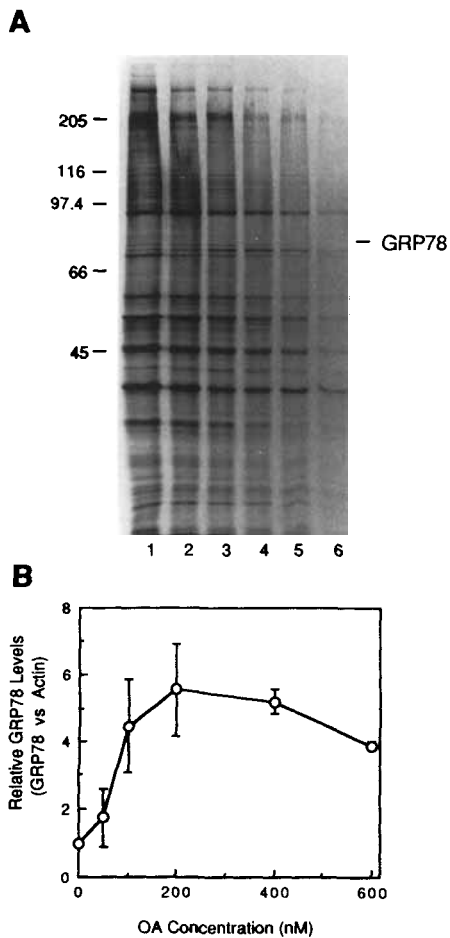 A
205
116
97.4
GRP78
66
45
1 2 3 4 5 6
B
8
6
4
2
0
Relative GRP78 Levels
(GRP78 vs Actin)
0 200 400 600
OA Concentration (nM)